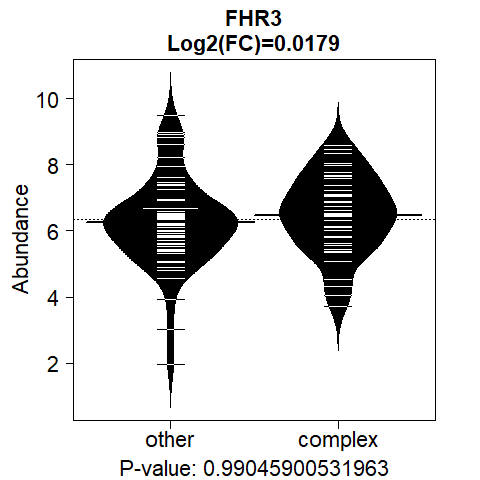 FHR3
Log2(FC)=0.0179
Abundance
10
8
6
4
2
other complex
P-value: 0.99045900531963